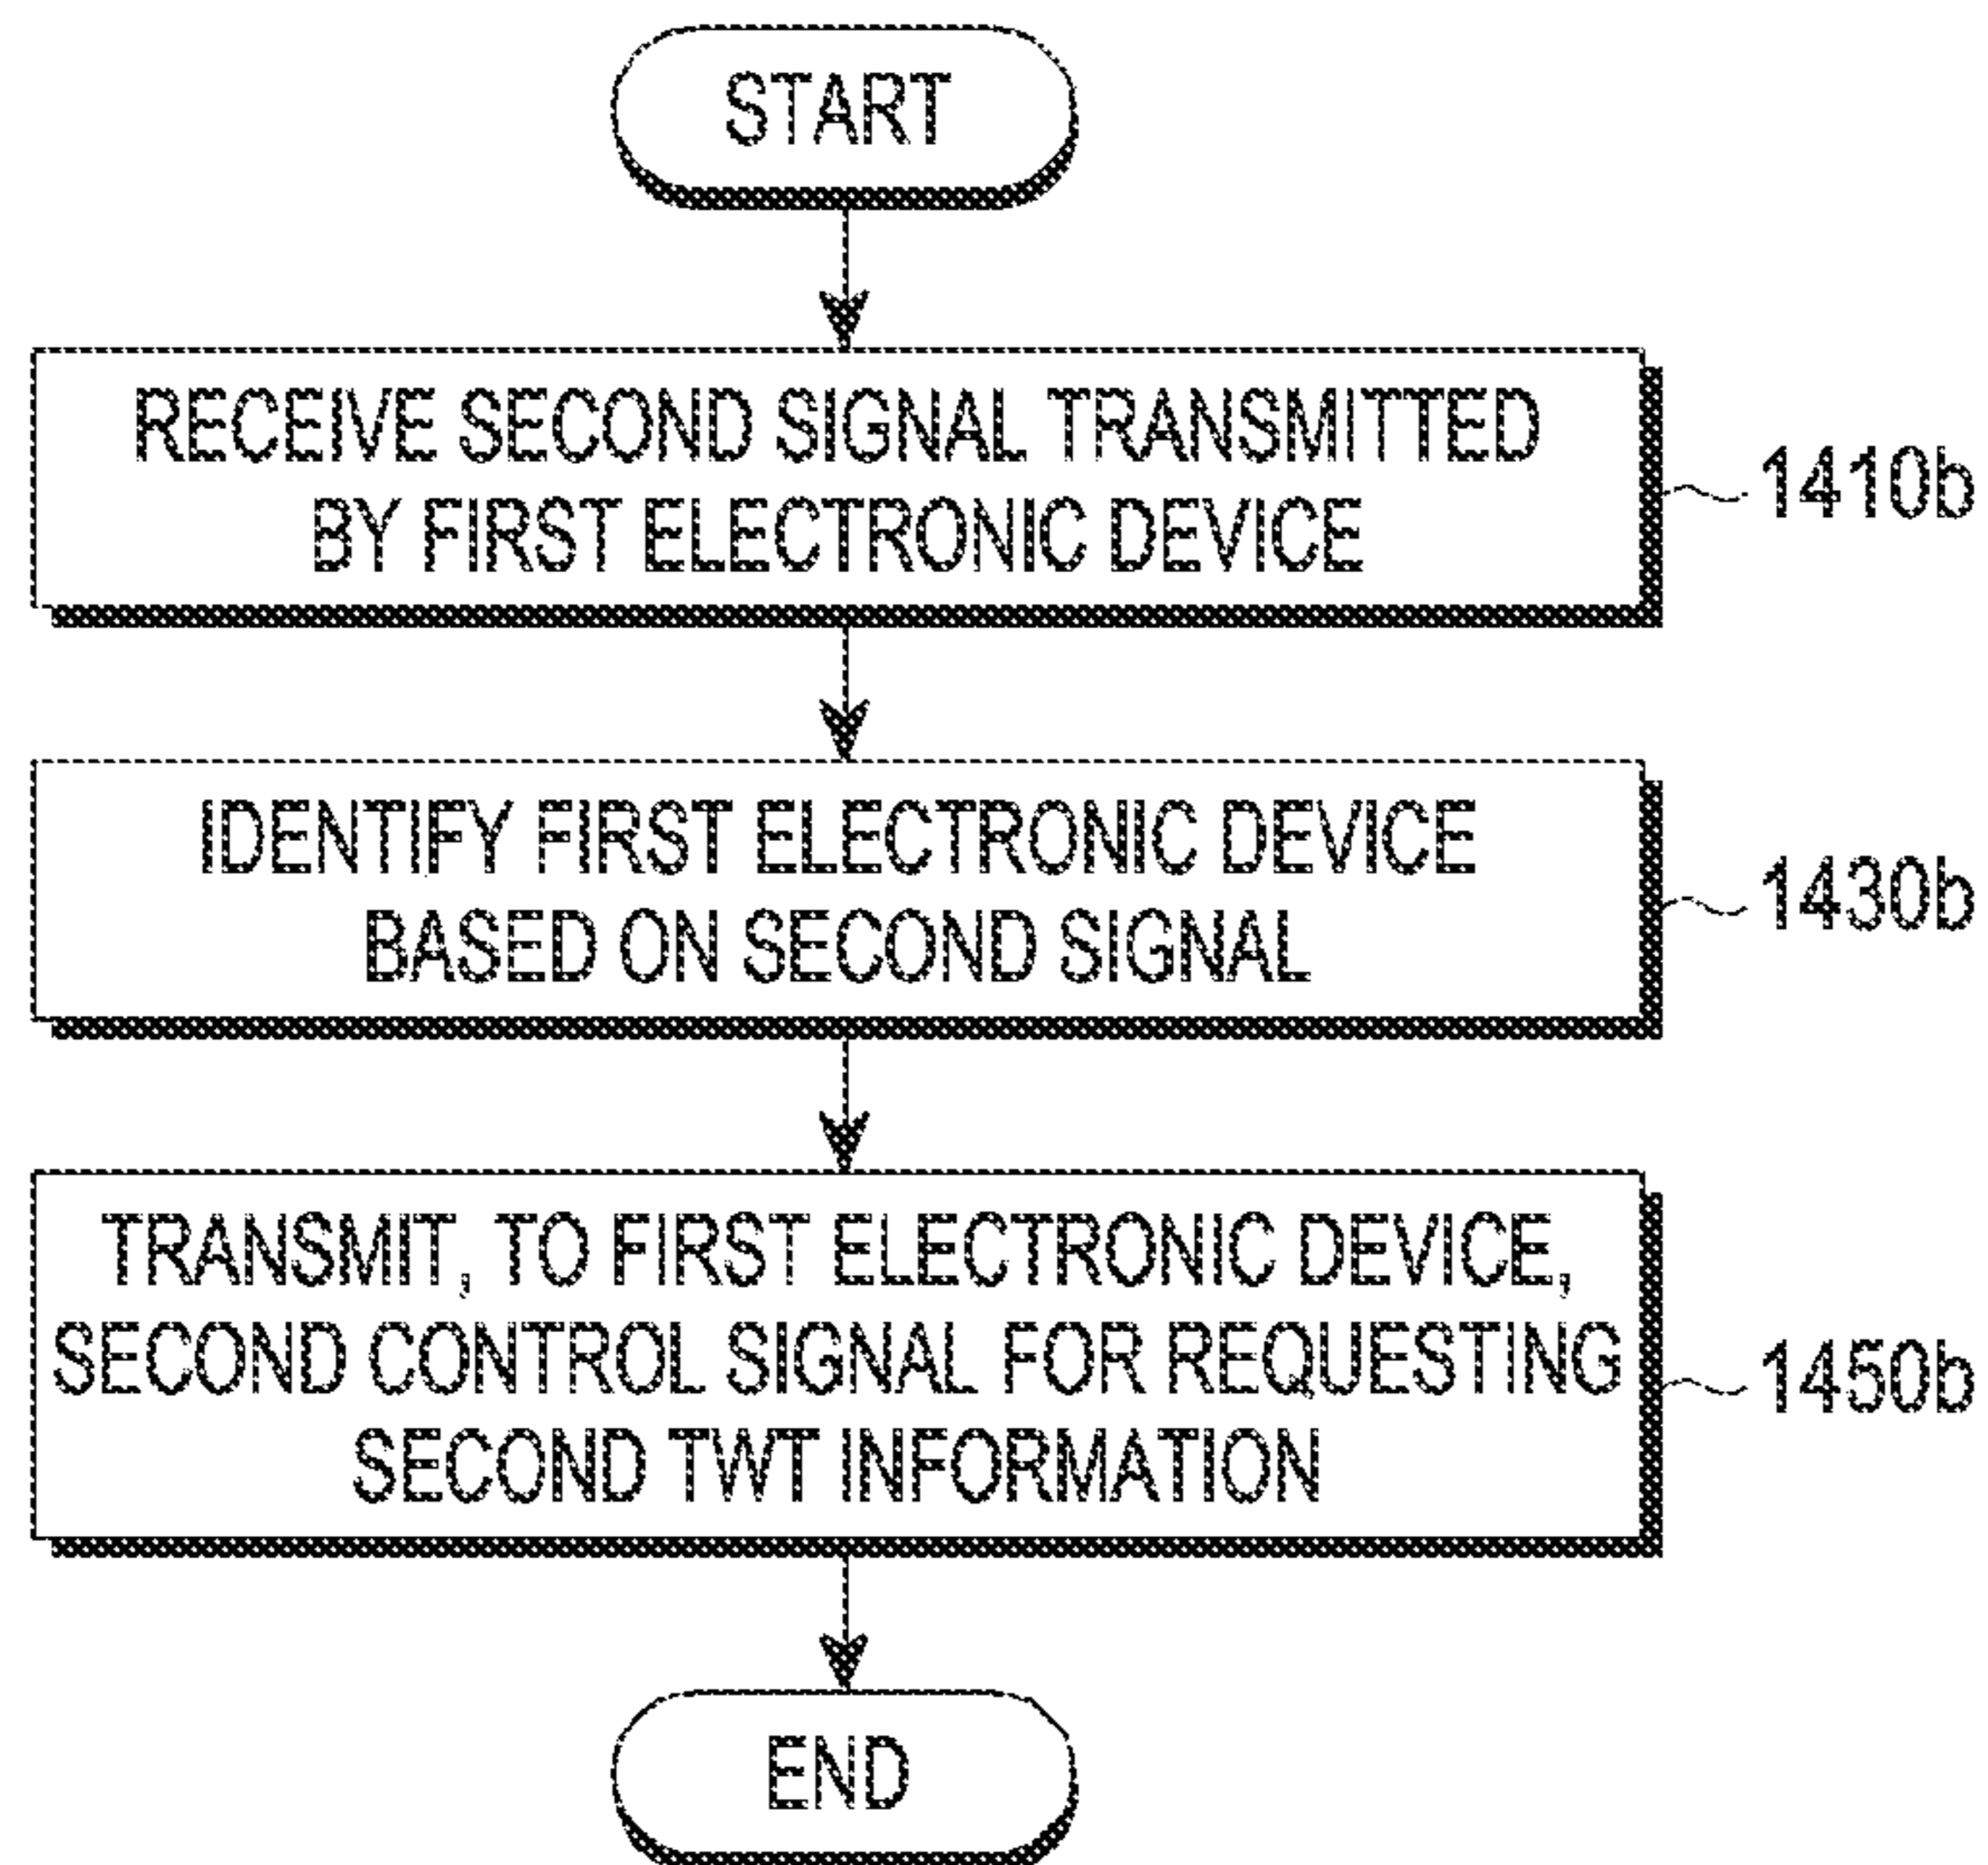 START
RECEIVE SECOND SIGNAL TRANSMITTED
BY FIRST ELECTRONIC DEVICE
1410b
IDENTIFY FIRST ELECTRONIC DEVICE
BASED ON SECOND SIGNAL
1430b
TRANSMIT, TO FIRST ELECTRONIC DEVICE,
SECOND CONTROL SIGNAL FOR REQUESTING
SECOND TWT INFORMATION
1450b
END